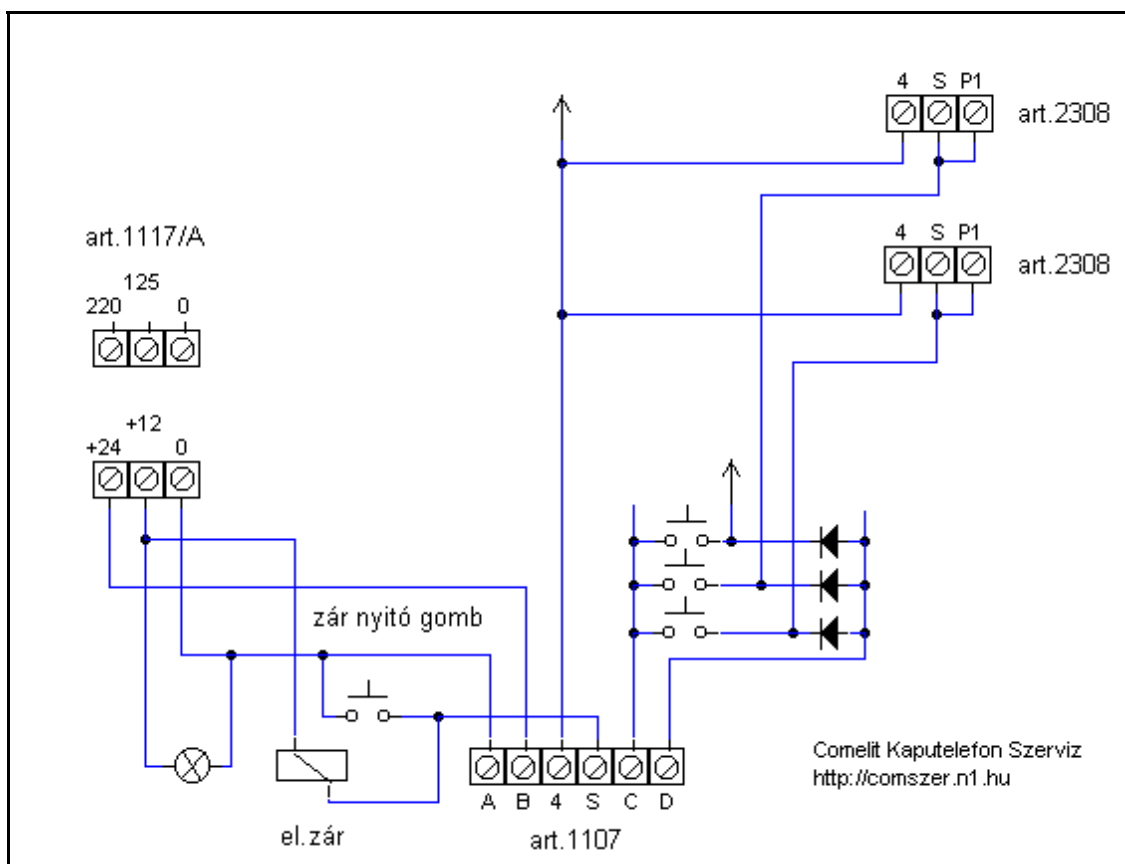 4 S P1
art.2308
4 S P1
art.2308
art.1117/A
125
220 0
+12
+24 0
zár nyitó gomb
el.zár
A B 4 S C D
art.1107
Comelit Kaputelefon Szerviz
http://comszer.n1.hu